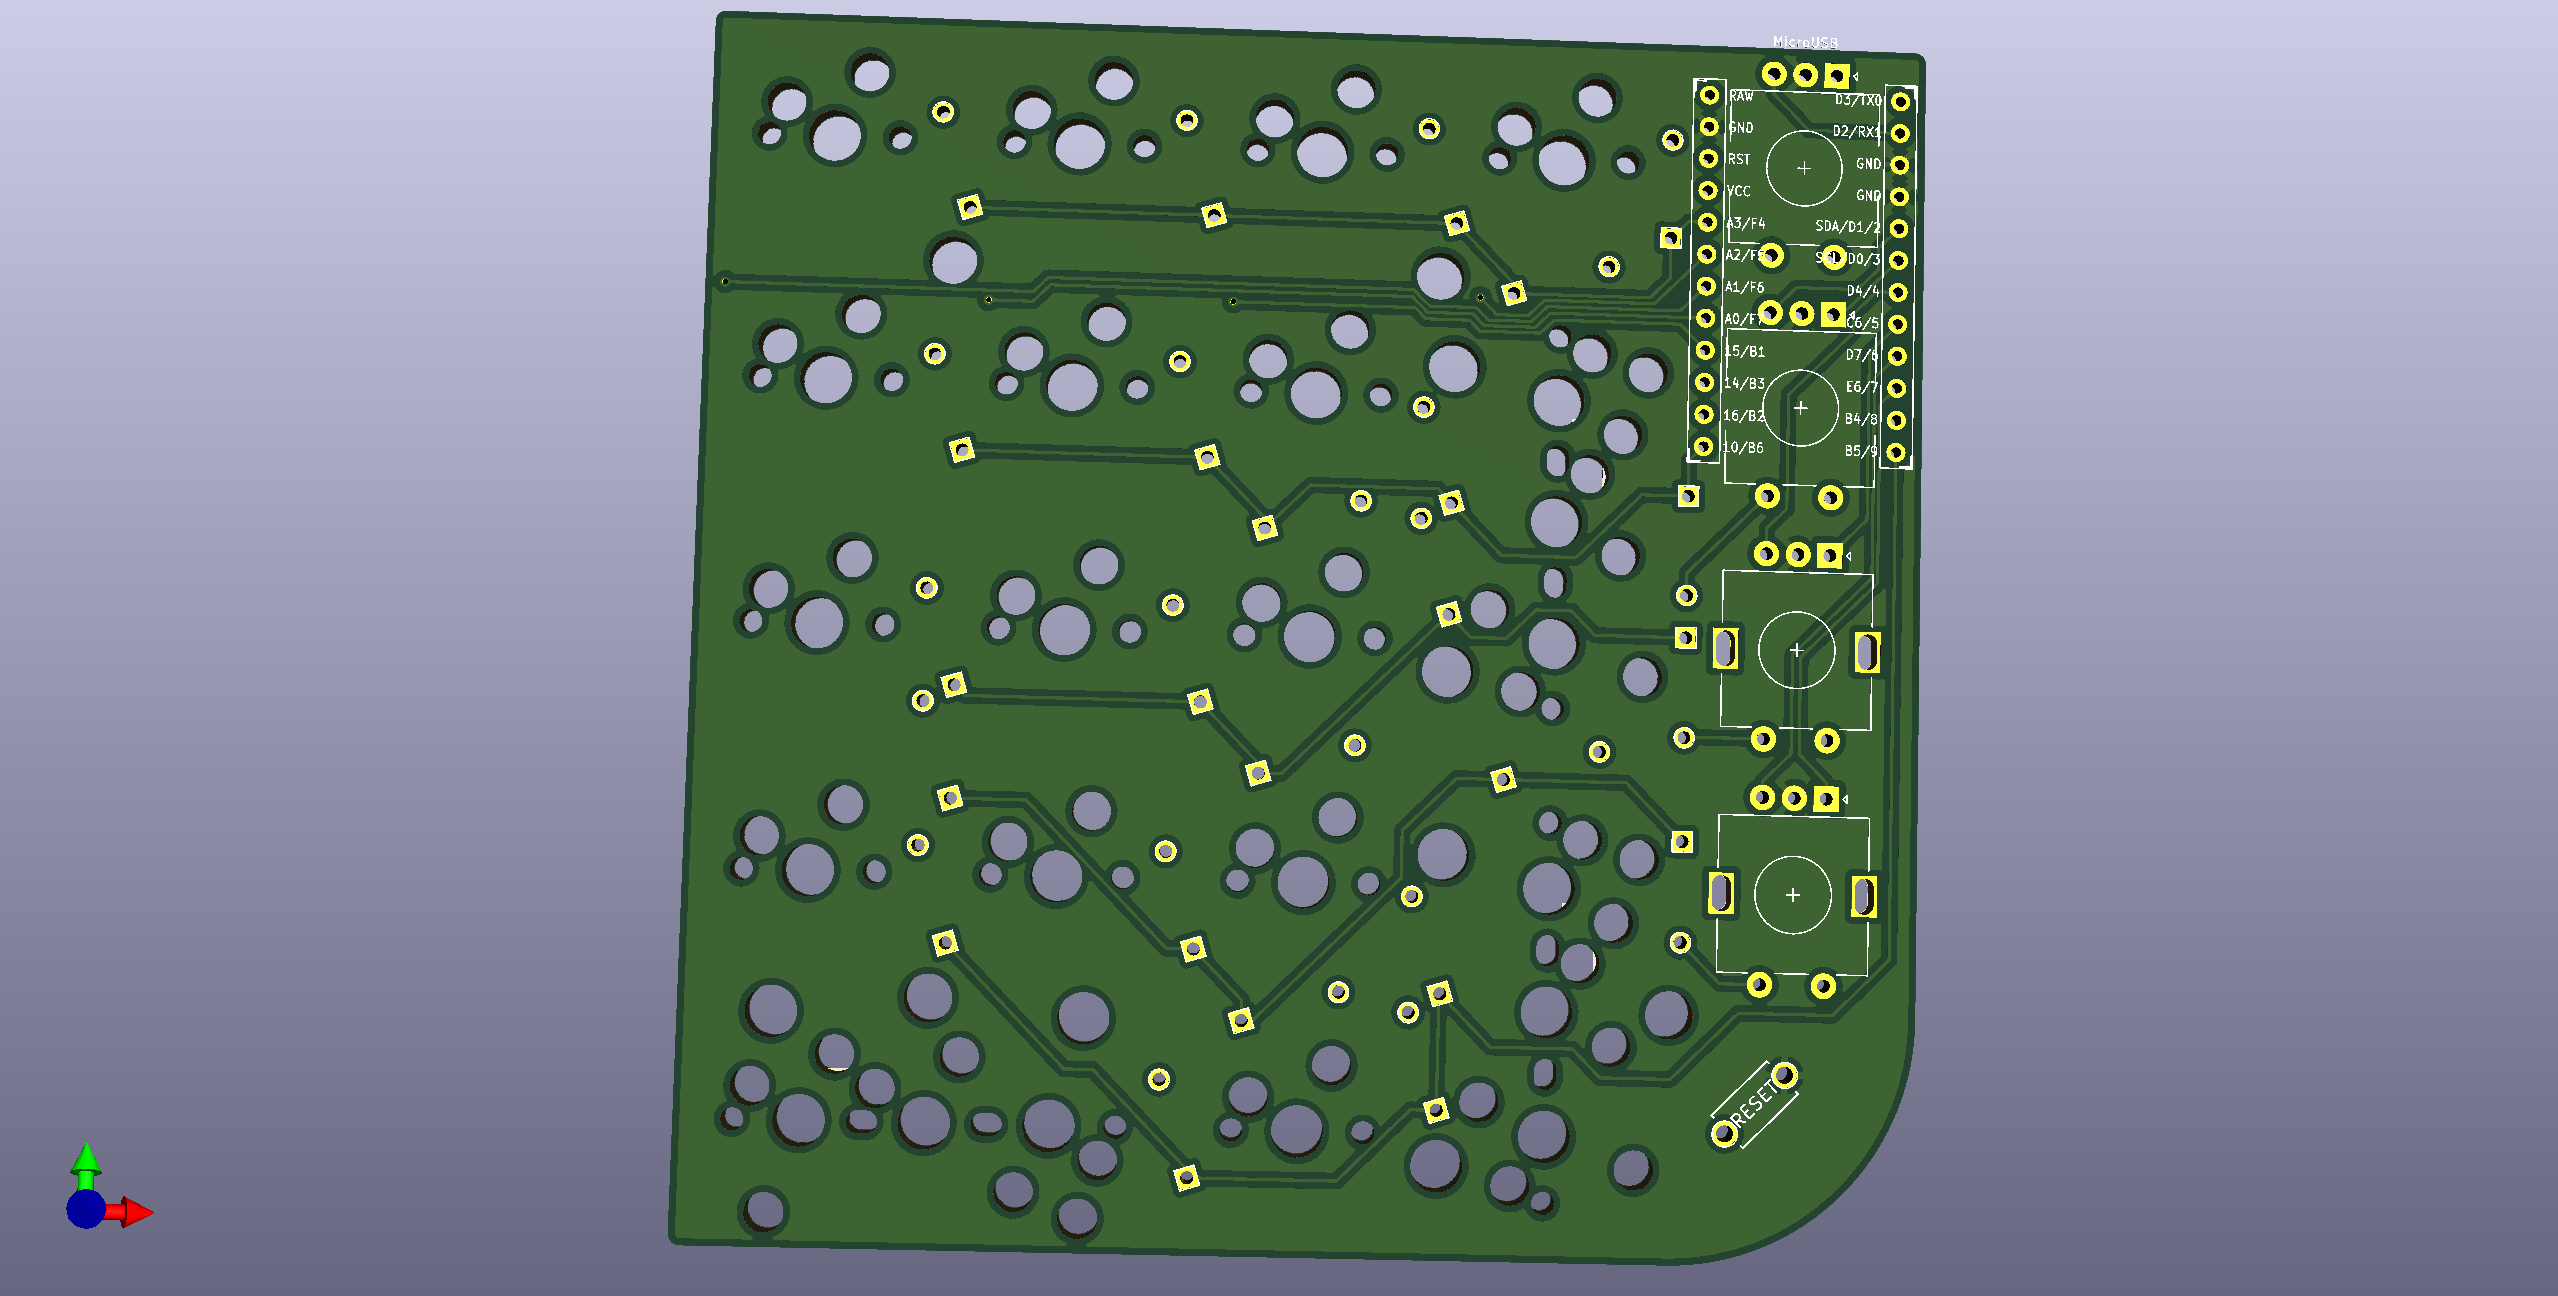 MicroUSB
RAW
GND
RST
VCC
A3/F4
A2/F5
A1/F6
A0/F7
15/B1
14/B3
16/B2
10/B6
D3/TX0
D2/RX1
GND
GND
SDA/D1/2
SCL/D0/3
D4/4
C6/5
D7/6
E6/7
B4/8
B5/9
RESET